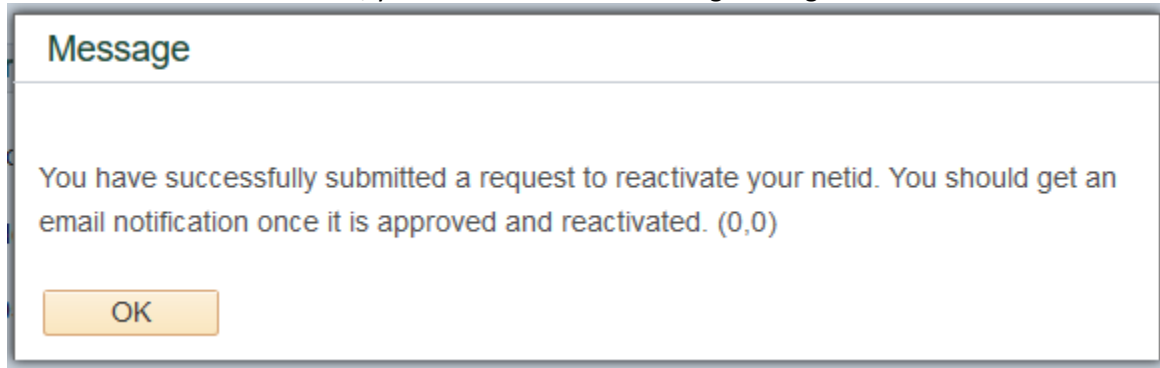 Message
You have successfully submitted a request to reactivate your netid. You should get an
email notification once it is approved and reactivated. (0,0)
OK